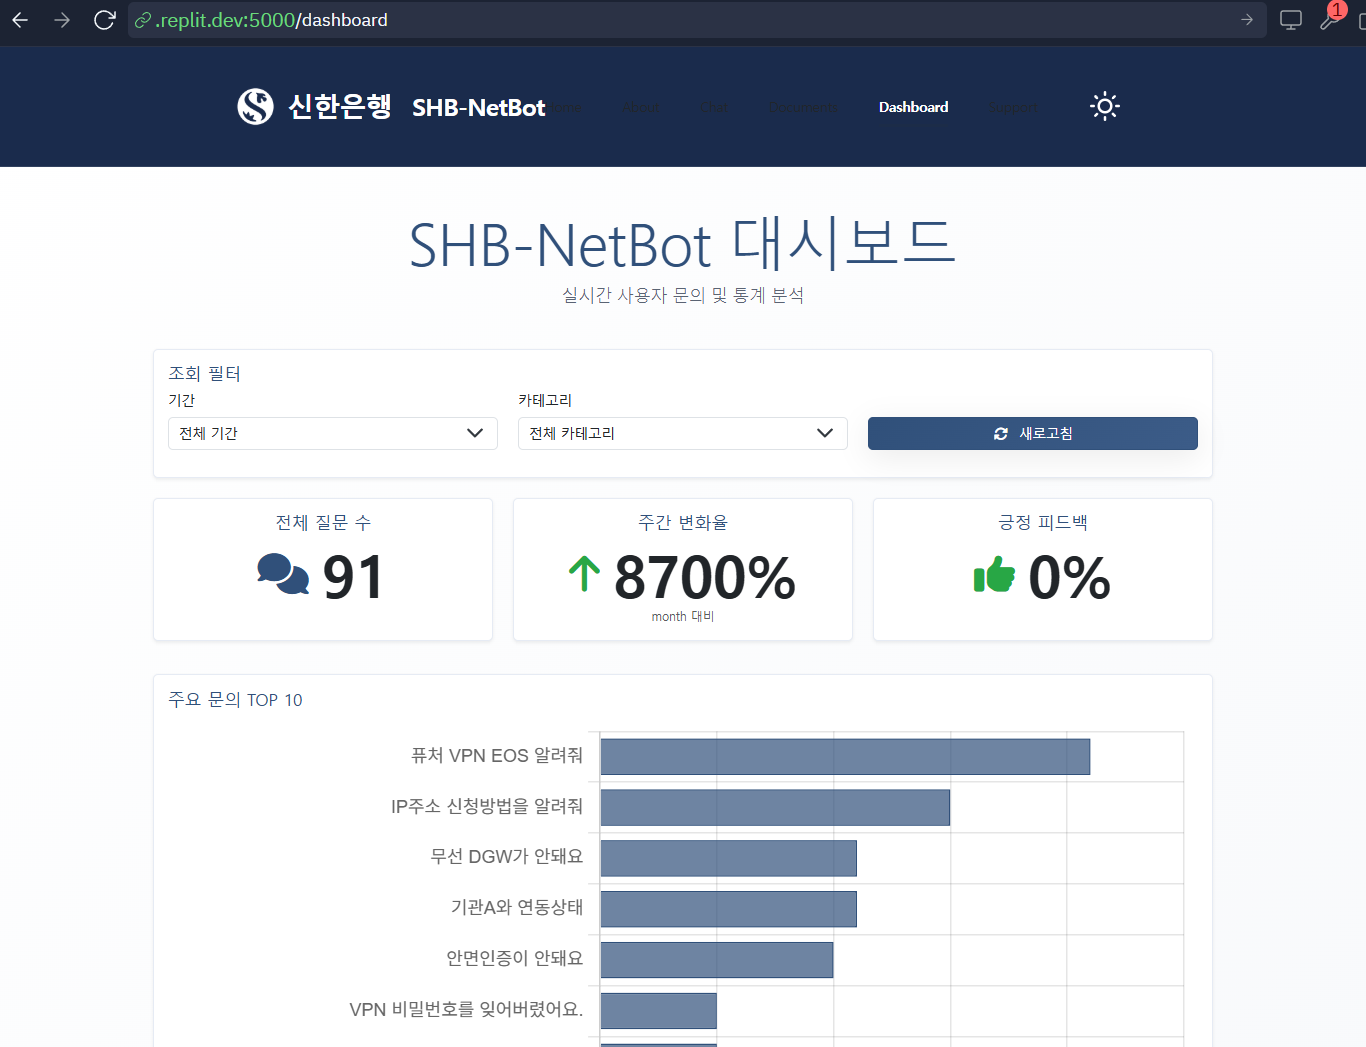 .replit.dev:5000/dashboard
1
신한은행 SHB-NetBot Home About Chat Documents Dashboard Support
SHB-NetBot 대시보드
실시간 사용자 문의 및 통계 분석
조회 필터
기간 카테고리
전체 기간 전체 카테고리 새로고침
전체 질문 수 주간 변화율 긍정 피드백
91 8700% 0%
month 대비
주요 문의 TOP 10
퓨처 VPN EOS 알려줘
IP주소 신청방법을 알려줘
무선 DGW가 안돼요
기관A와 연동상태
안면인증이 안돼요
VPN 비밀번호를 잊어버렸어요.